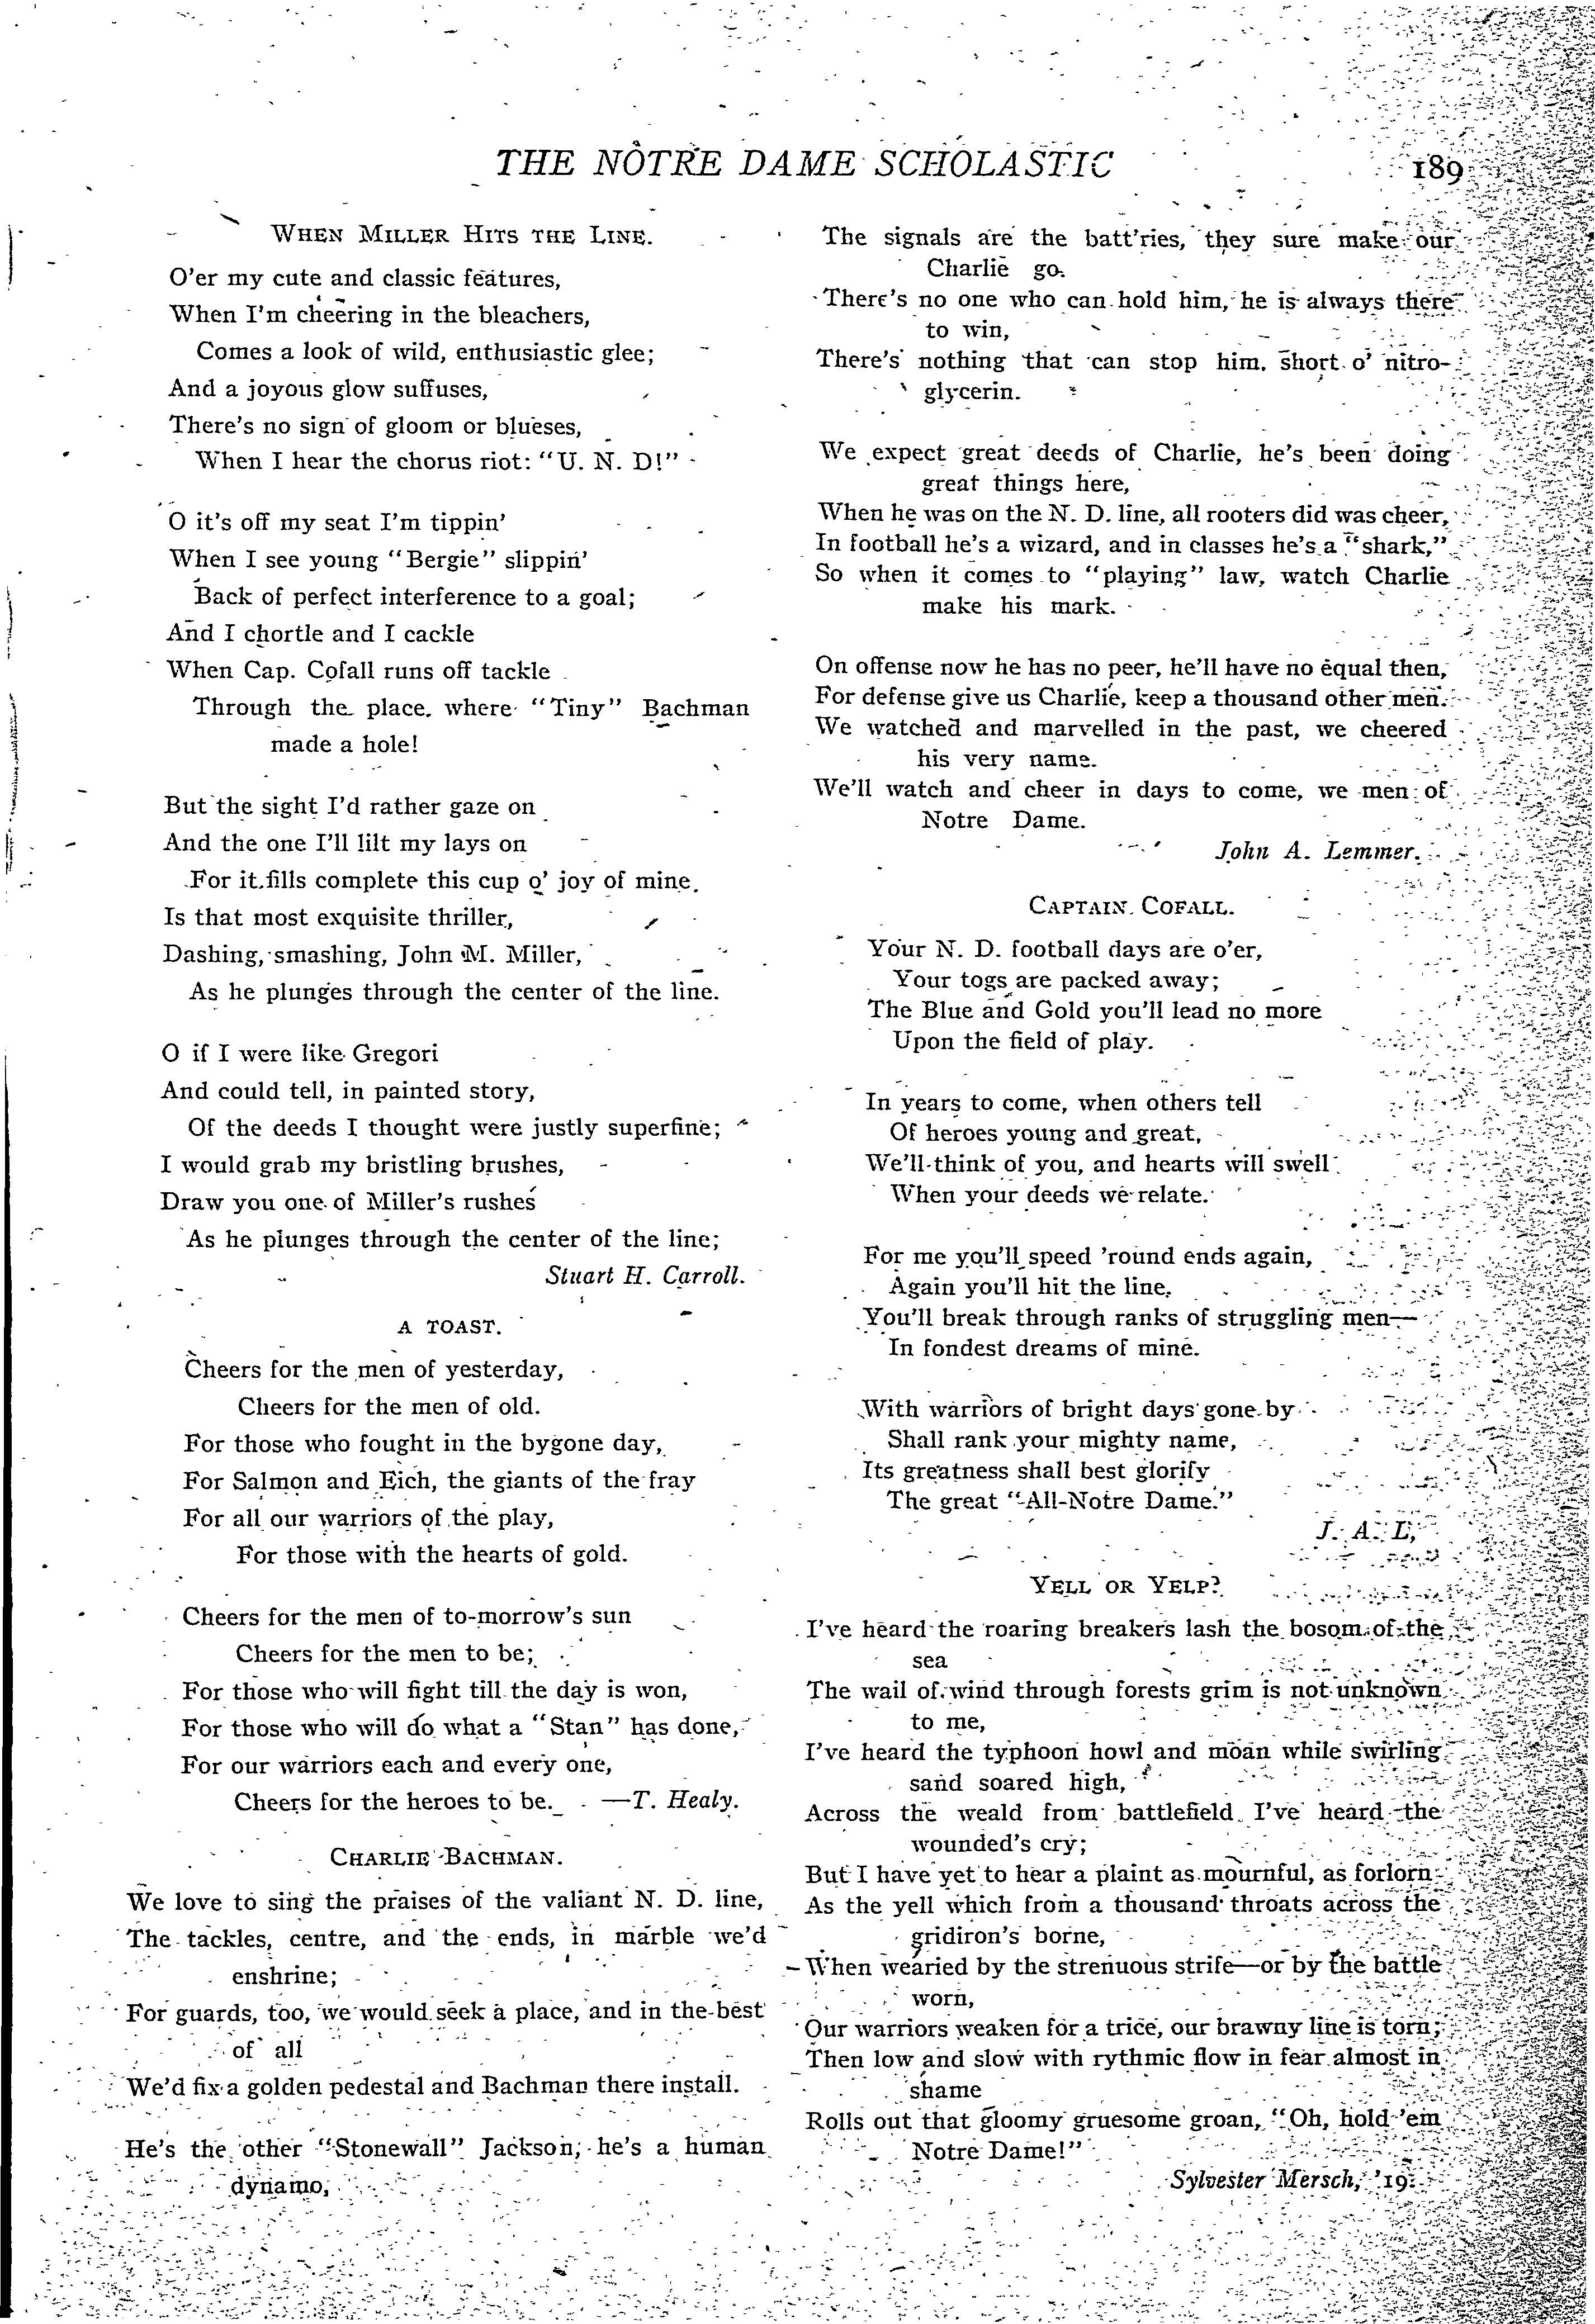 THE NOTRE DAME SCHOLASTIC
189
WHEN MILLER HITS THE LINE.
O'er my cute and classic features,
When I'm cheering in the bleachers,
Comes a look of wild, enthusiastic glee;
And a joyous glow suffuses,
There's no sign of gloom or blueses,
When I hear the chorus riot: "U. N. D!"
O it's off my seat I'm tippin'
When I see young "Bergie" slippin'
Back of perfect interference to a goal;
And I chortle and I cackle
When Cap. Cofall runs off tackle
Through the place where "Tiny" Bachman
made a hole!
But the sight I'd rather gaze on
And the one I'll lilt my lays on
For it fills complete this cup o' joy of mine
Is that most exquisite thriller,
Dashing, smashing, John M. Miller,
As he plunges through the center of the line.
O if I were like Gregori
And could tell, in painted story,
Of the deeds I thought were justly superfine;
I would grab my bristling brushes,
Draw you one of Miller's rushes
As he plunges through the center of the line;
Stuart H. Carroll.
A TOAST.
Cheers for the men of yesterday,
Cheers for the men of old.
For those who fought in the bygone day,
For Salmon and Eich, the giants of the fray
For all our warriors of the play,
For those with the hearts of gold.
Cheers for the men of to-morrow's sun
Cheers for the men to be;
For those who will fight till the day is won,
For those who will do what a "Stan" has done,
For our warriors each and every one,
Cheers for the heroes to be. —T. Healy.
CHARLIE BACHMAN.
We love to sing the praises of the valiant N. D. line,
The tackles, centre, and the ends, in marble we'd
enshrine;
For guards, too, we would seek a place, and in the best
of all
We'd fix a golden pedestal and Bachman there install.
He's the other "Stonewall" Jackson, he's a human
dynamo,
The signals are the batt'ries, they sure make our
Charlie go.
There's no one who can hold him, he is always there
to win,
There's nothing that can stop him. short o' nitro-
glycerin.
We expect great deeds of Charlie, he's been doing
great things here,
When he was on the N. D. line, all rooters did was cheer,
In football he's a wizard, and in classes he's a "shark,"
So when it comes to "playing" law, watch Charlie
make his mark.
On offense now he has no peer, he'll have no equal then,
For defense give us Charlie, keep a thousand other men.
We watched and marvelled in the past, we cheered
his very name.
We'll watch and cheer in days to come, we men of
Notre Dame.
John A. Lemmer.
CAPTAIN COFALL.
Your N. D. football days are o'er,
Your togs are packed away;
The Blue and Gold you'll lead no more
Upon the field of play.
In years to come, when others tell
Of heroes young and great,
We'll think of you, and hearts will swell
When your deeds we relate.
For me you'll speed 'round ends again,
Again you'll hit the line,
You'll break through ranks of struggling men—
In fondest dreams of mine.
With warriors of bright days gone by
Shall rank your mighty name,
Its greatness shall best glorify
The great "All-Notre Dame."
J. A. L.
YELL OR YELP?
I've heard the roaring breakers lash the bosom of the
sea
The wail of wind through forests grim is not unknown
to me,
I've heard the typhoon howl and moan while swirling
sand soared high,
Across the weald from battlefield I've heard the
wounded's cry;
But I have yet to hear a plaint as mournful, as forlorn
As the yell which from a thousand throats across the
gridiron's borne,
When wearied by the strenuous strife—or by the battle
worn,
Our warriors weaken for a trice, our brawny line is torn;
Then low and slow with rythmic flow in fear almost in
shame
Rolls out that gloomy gruesome groan, "Oh, hold 'em
Notre Dame!"
Sylvester Mersch, '19.